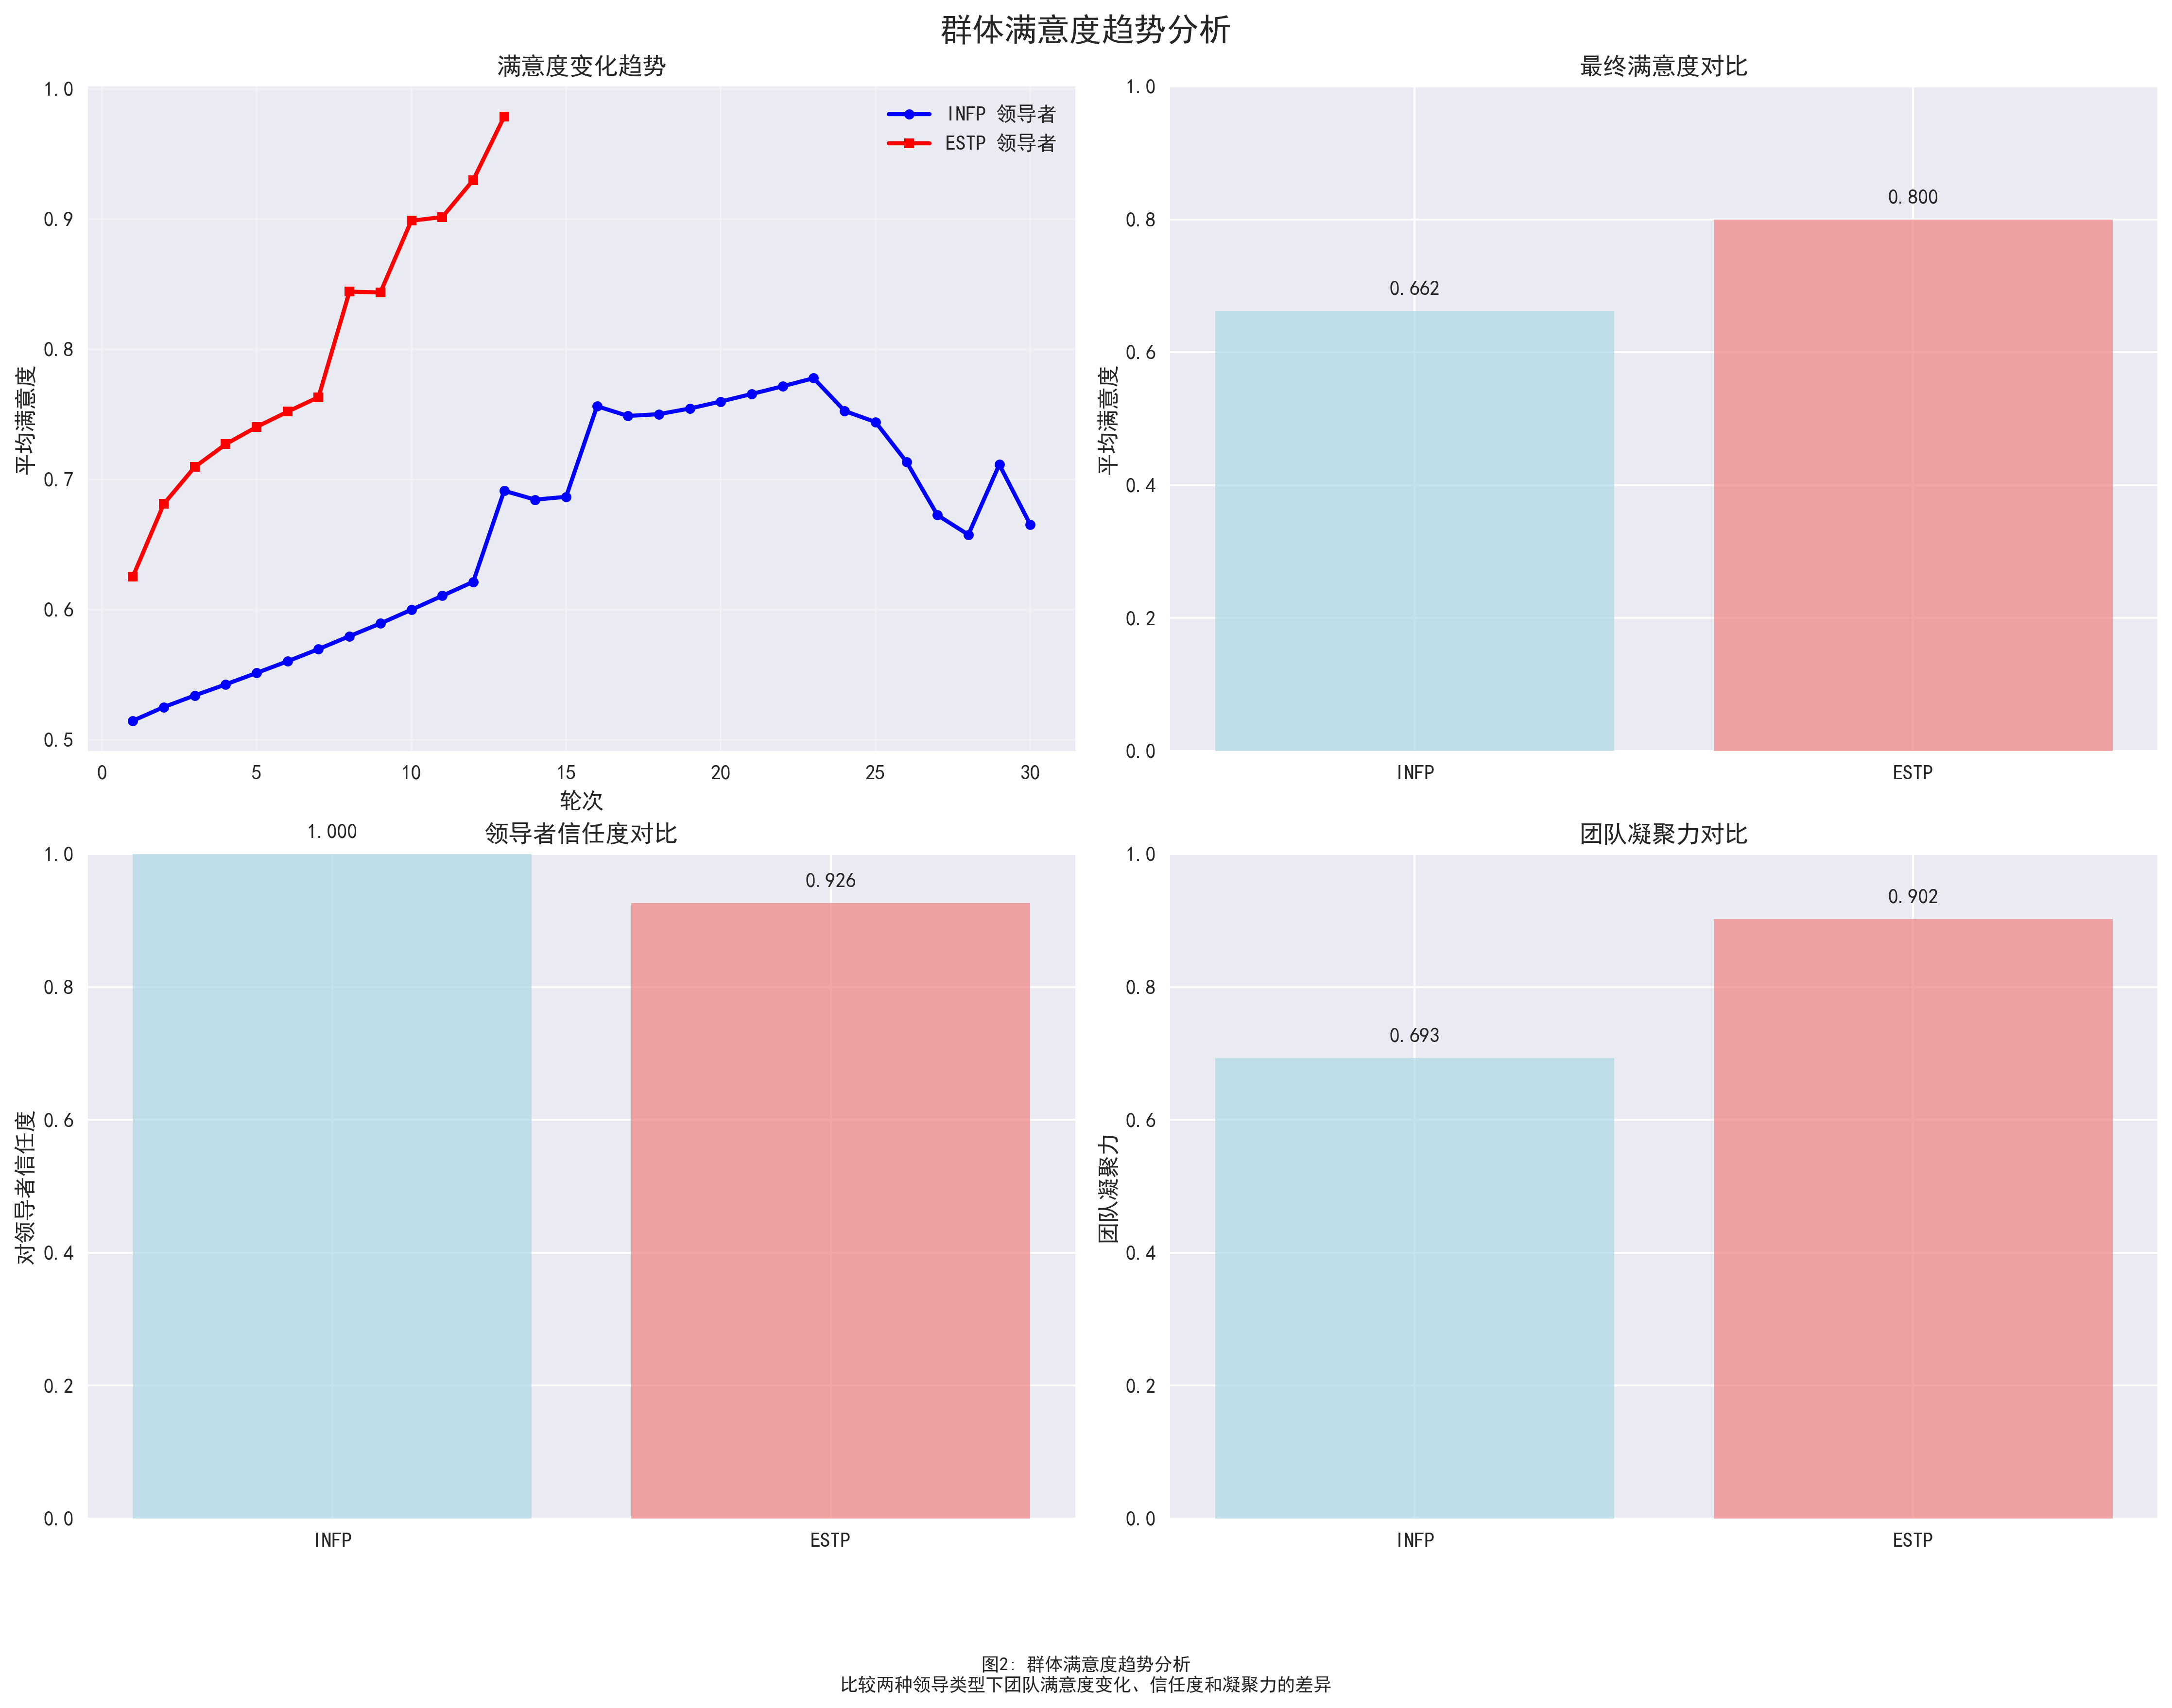 群体满意度趋势分析
满意度变化趋势
1.0
0.9
0.8
0.7
0.6
0.5
平均满意度
INFP 领导者
ESTP 领导者
0 5 10 15 20 25 30
轮次
最终满意度对比
1.0
0.8
0.6
0.4
0.2
0.0
平均满意度
0.662
0.800
INFP ESTP
领导者信任度对比
1.0
0.8
0.6
0.4
0.2
0.0
对领导者信任度
1.000
0.926
INFP ESTP
团队凝聚力对比
1.0
0.8
0.6
0.4
0.2
0.0
团队凝聚力
0.693
0.902
INFP ESTP
图2: 群体满意度趋势分析
比较两种领导类型下团队满意度变化、信任度和凝聚力的差异